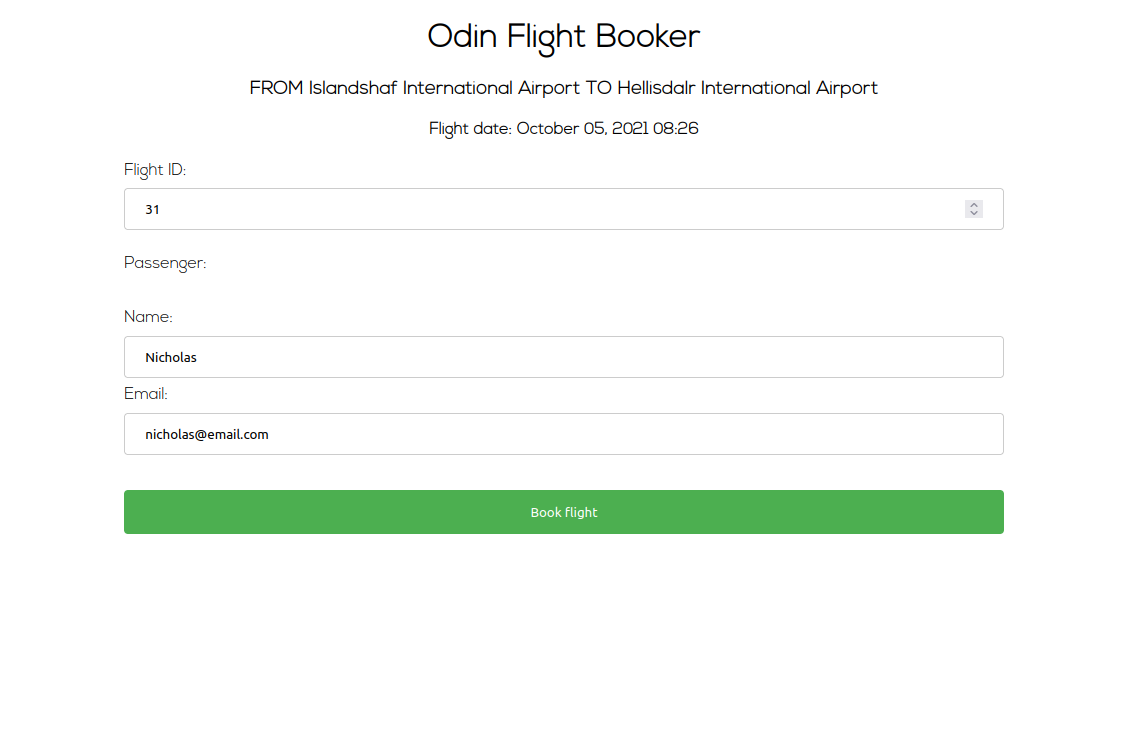 Odin Flight Booker
FROM Islandshaf International Airport TO Hellisdalr International Airport
Flight date: October 05, 2021 08:26
Flight ID:
31
Passenger:
Name:
Nicholas
Email:
nicholas@email.com
Book flight